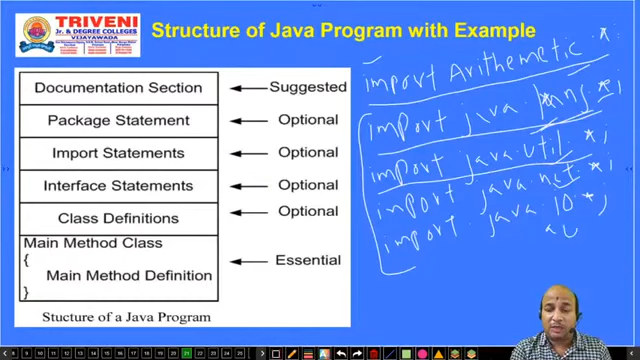 TRIVENI
Jr. & DEGREE COLLEGES
VIJAYAWADA
Structure of Java Program with Example
Documentation Section
Suggested
Package Statement
Optional
Import Statements
Optional
Interface Statements
Optional
Class Definitions
Optional
Main Method Class
{
Main Method Definition
}
Essential
Stucture of a Java Program
import Arithemetic *;
import java lang *;
import java util *;
import java net *;
import java io *;